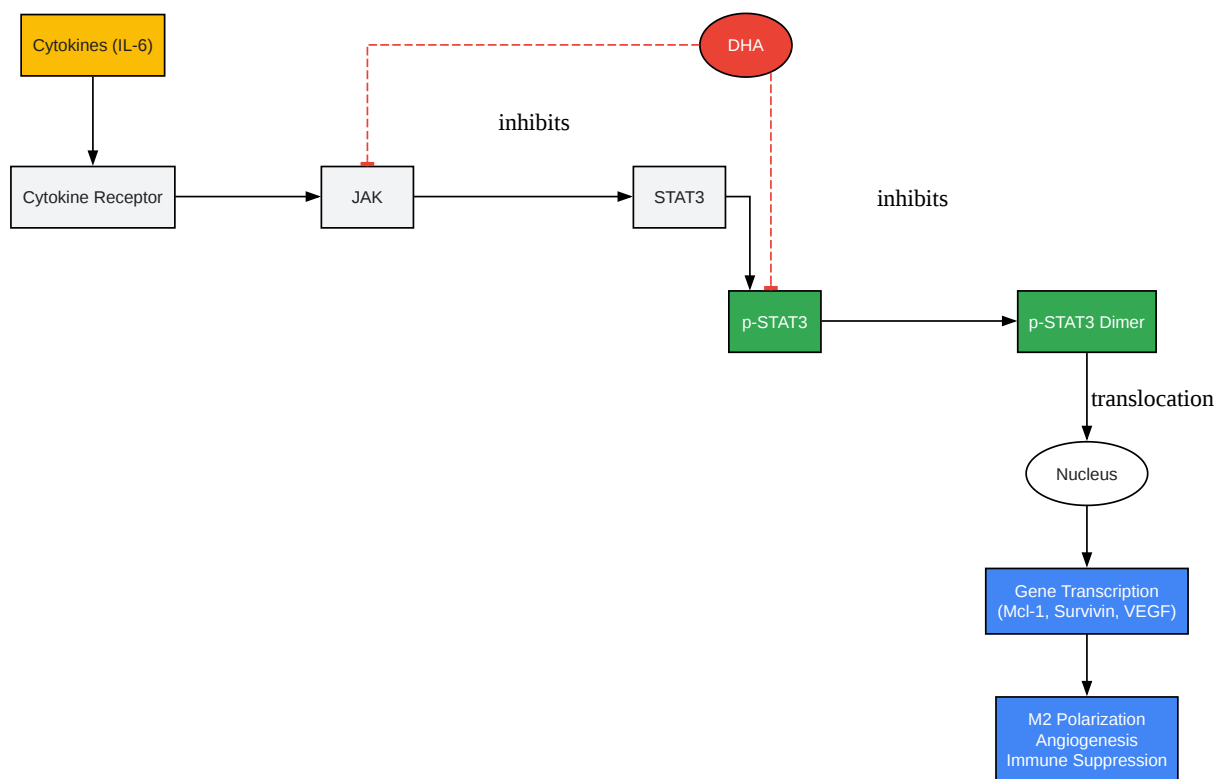 Cytokines (IL-6)
DHA
inhibits
Cytokine Receptor
JAK
STAT3
inhibits
p-STAT3
p-STAT3 Dimer
translocation
Nucleus
Gene Transcription
(Mcl-1, Survivin, VEGF)
M2 Polarization
Angiogenesis
Immune Suppression